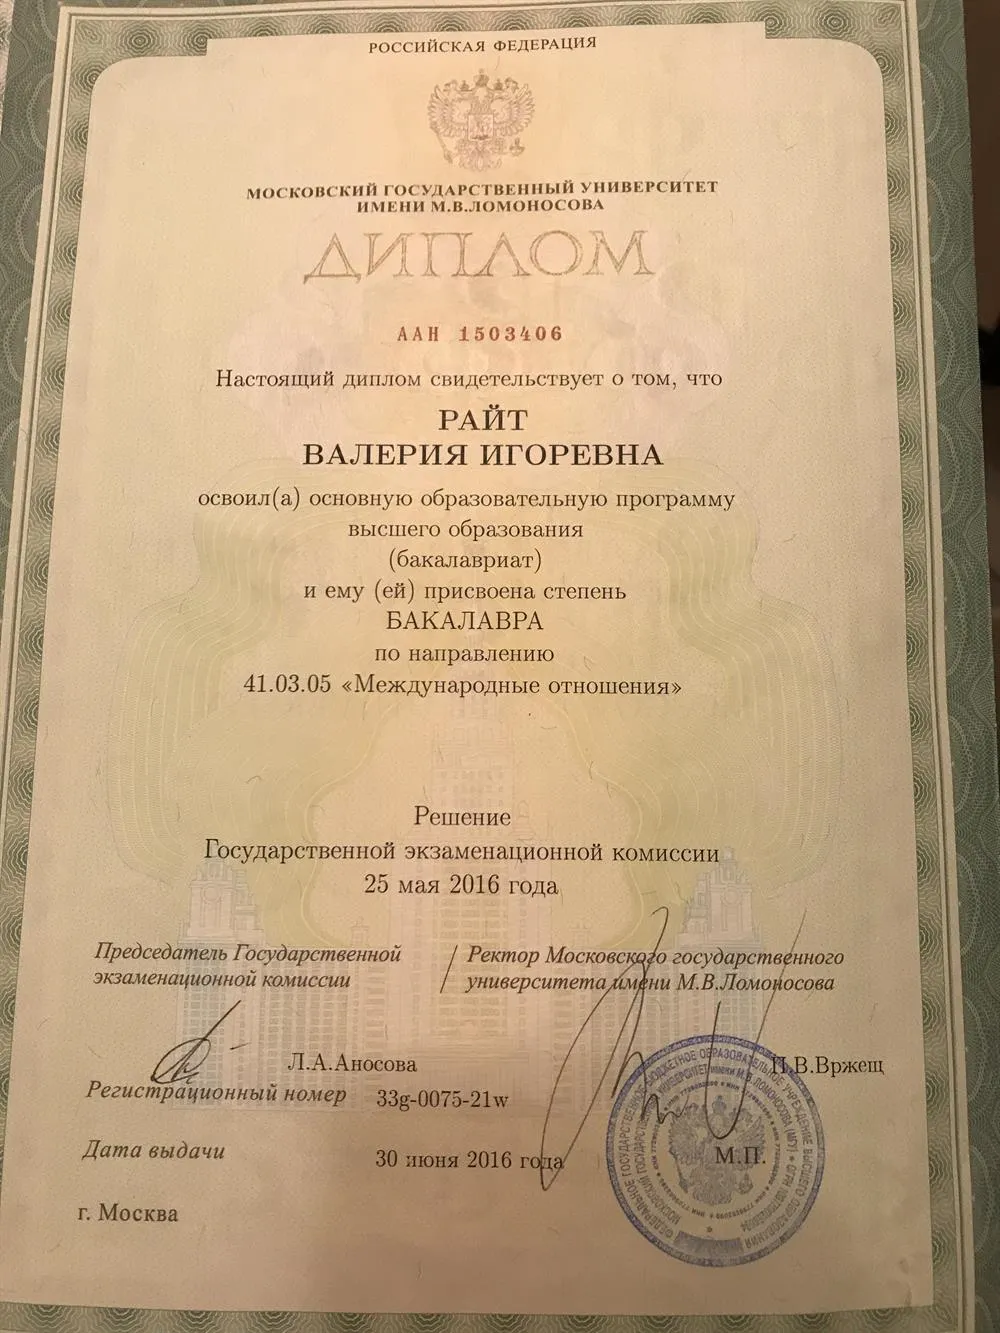 РОССИЙСКАЯ ФЕДЕРАЦИЯ
МОСКОВСКИЙ ГОСУДАРСТВЕННЫЙ УНИВЕРСИТЕТ
ИМЕНИ М.В.ЛОМОНОСОВА
ДИПЛОМ
ААН 1503406
Настоящий диплом свидетельствует о том, что
РАЙТ
ВАЛЕРИЯ ИГОРЕВНА
освоил(а) основную образовательную программу
высшего образования
(бакалавриат)
и ему (ей) присвоена степень
БАКАЛАВРА
по направлению
41.03.05 «Международные отношения»
Решение
Государственной экзаменационной комиссии
25 мая 2016 года
Председатель Государственной
экзаменационной комиссии
Ректор Московского государственного
университета имени М.В.Ломоносова
Л.А.Аносова
П.В.Вржещ
Регистрационный номер 33g-0075-21w
Дата выдачи 30 июня 2016 года
М.П.
г. Москва